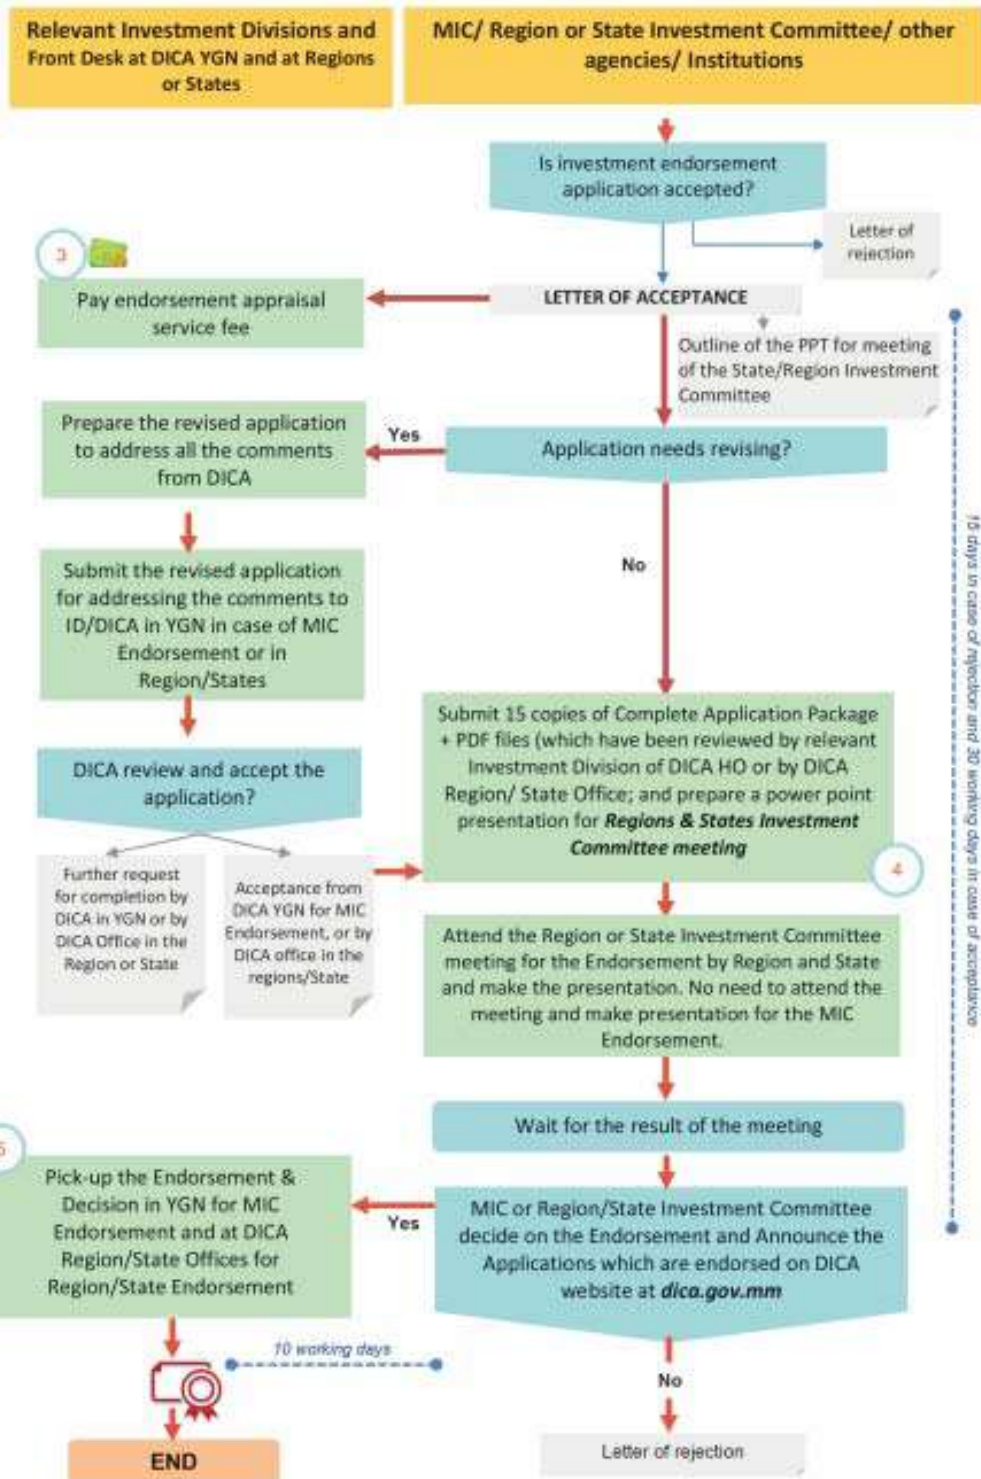 Relevant Investment Divisions and
Front Desk at DICA YGN and at Regions
or States
MIC/ Region or State Investment Committee/ other
agencies/ Institutions
Is investment endorsement
application accepted?
Letter of
rejection
3
Pay endorsement appraisal
service fee
LETTER OF ACCEPTANCE
Outline of the PPT for meeting
of the State/Region Investment
Committee
Prepare the revised application
to address all the comments
from DICA
Yes
Application needs revising?
Submit the revised application
for addressing the comments to
ID/DICA in YGN in case of MIC
Endorsement or in
Region/States
No
DICA review and accept the
application?
Further request
for completion by
DICA in YGN or by
DICA Office in the
Region or State
Acceptance from
DICA YGN for MIC
Endorsement, or by
DICA office in the
regions/State
Submit 15 copies of Complete Application Package
+ PDF files (which have been reviewed by relevant
Investment Division of DICA HO or by DICA
Region/ State Office; and prepare a power point
presentation for Regions & States Investment
Committee meeting
4
Attend the Region or State Investment Committee
meeting for the Endorsement by Region and State
and make the presentation. No need to attend the
meeting and make presentation for the MIC
Endorsement.
15 days in case of rejection and 30 working days in case of acceptance
Wait for the result of the meeting
5
Pick-up the Endorsement &
Decision in YGN for MIC
Endorsement and at DICA
Region/State Offices for
Region/State Endorsement
Yes
MIC or Region/State Investment Committee
decide on the Endorsement and Announce the
Applications which are endorsed on DICA
website at dica.gov.mm
10 working days
No
END
Letter of rejection